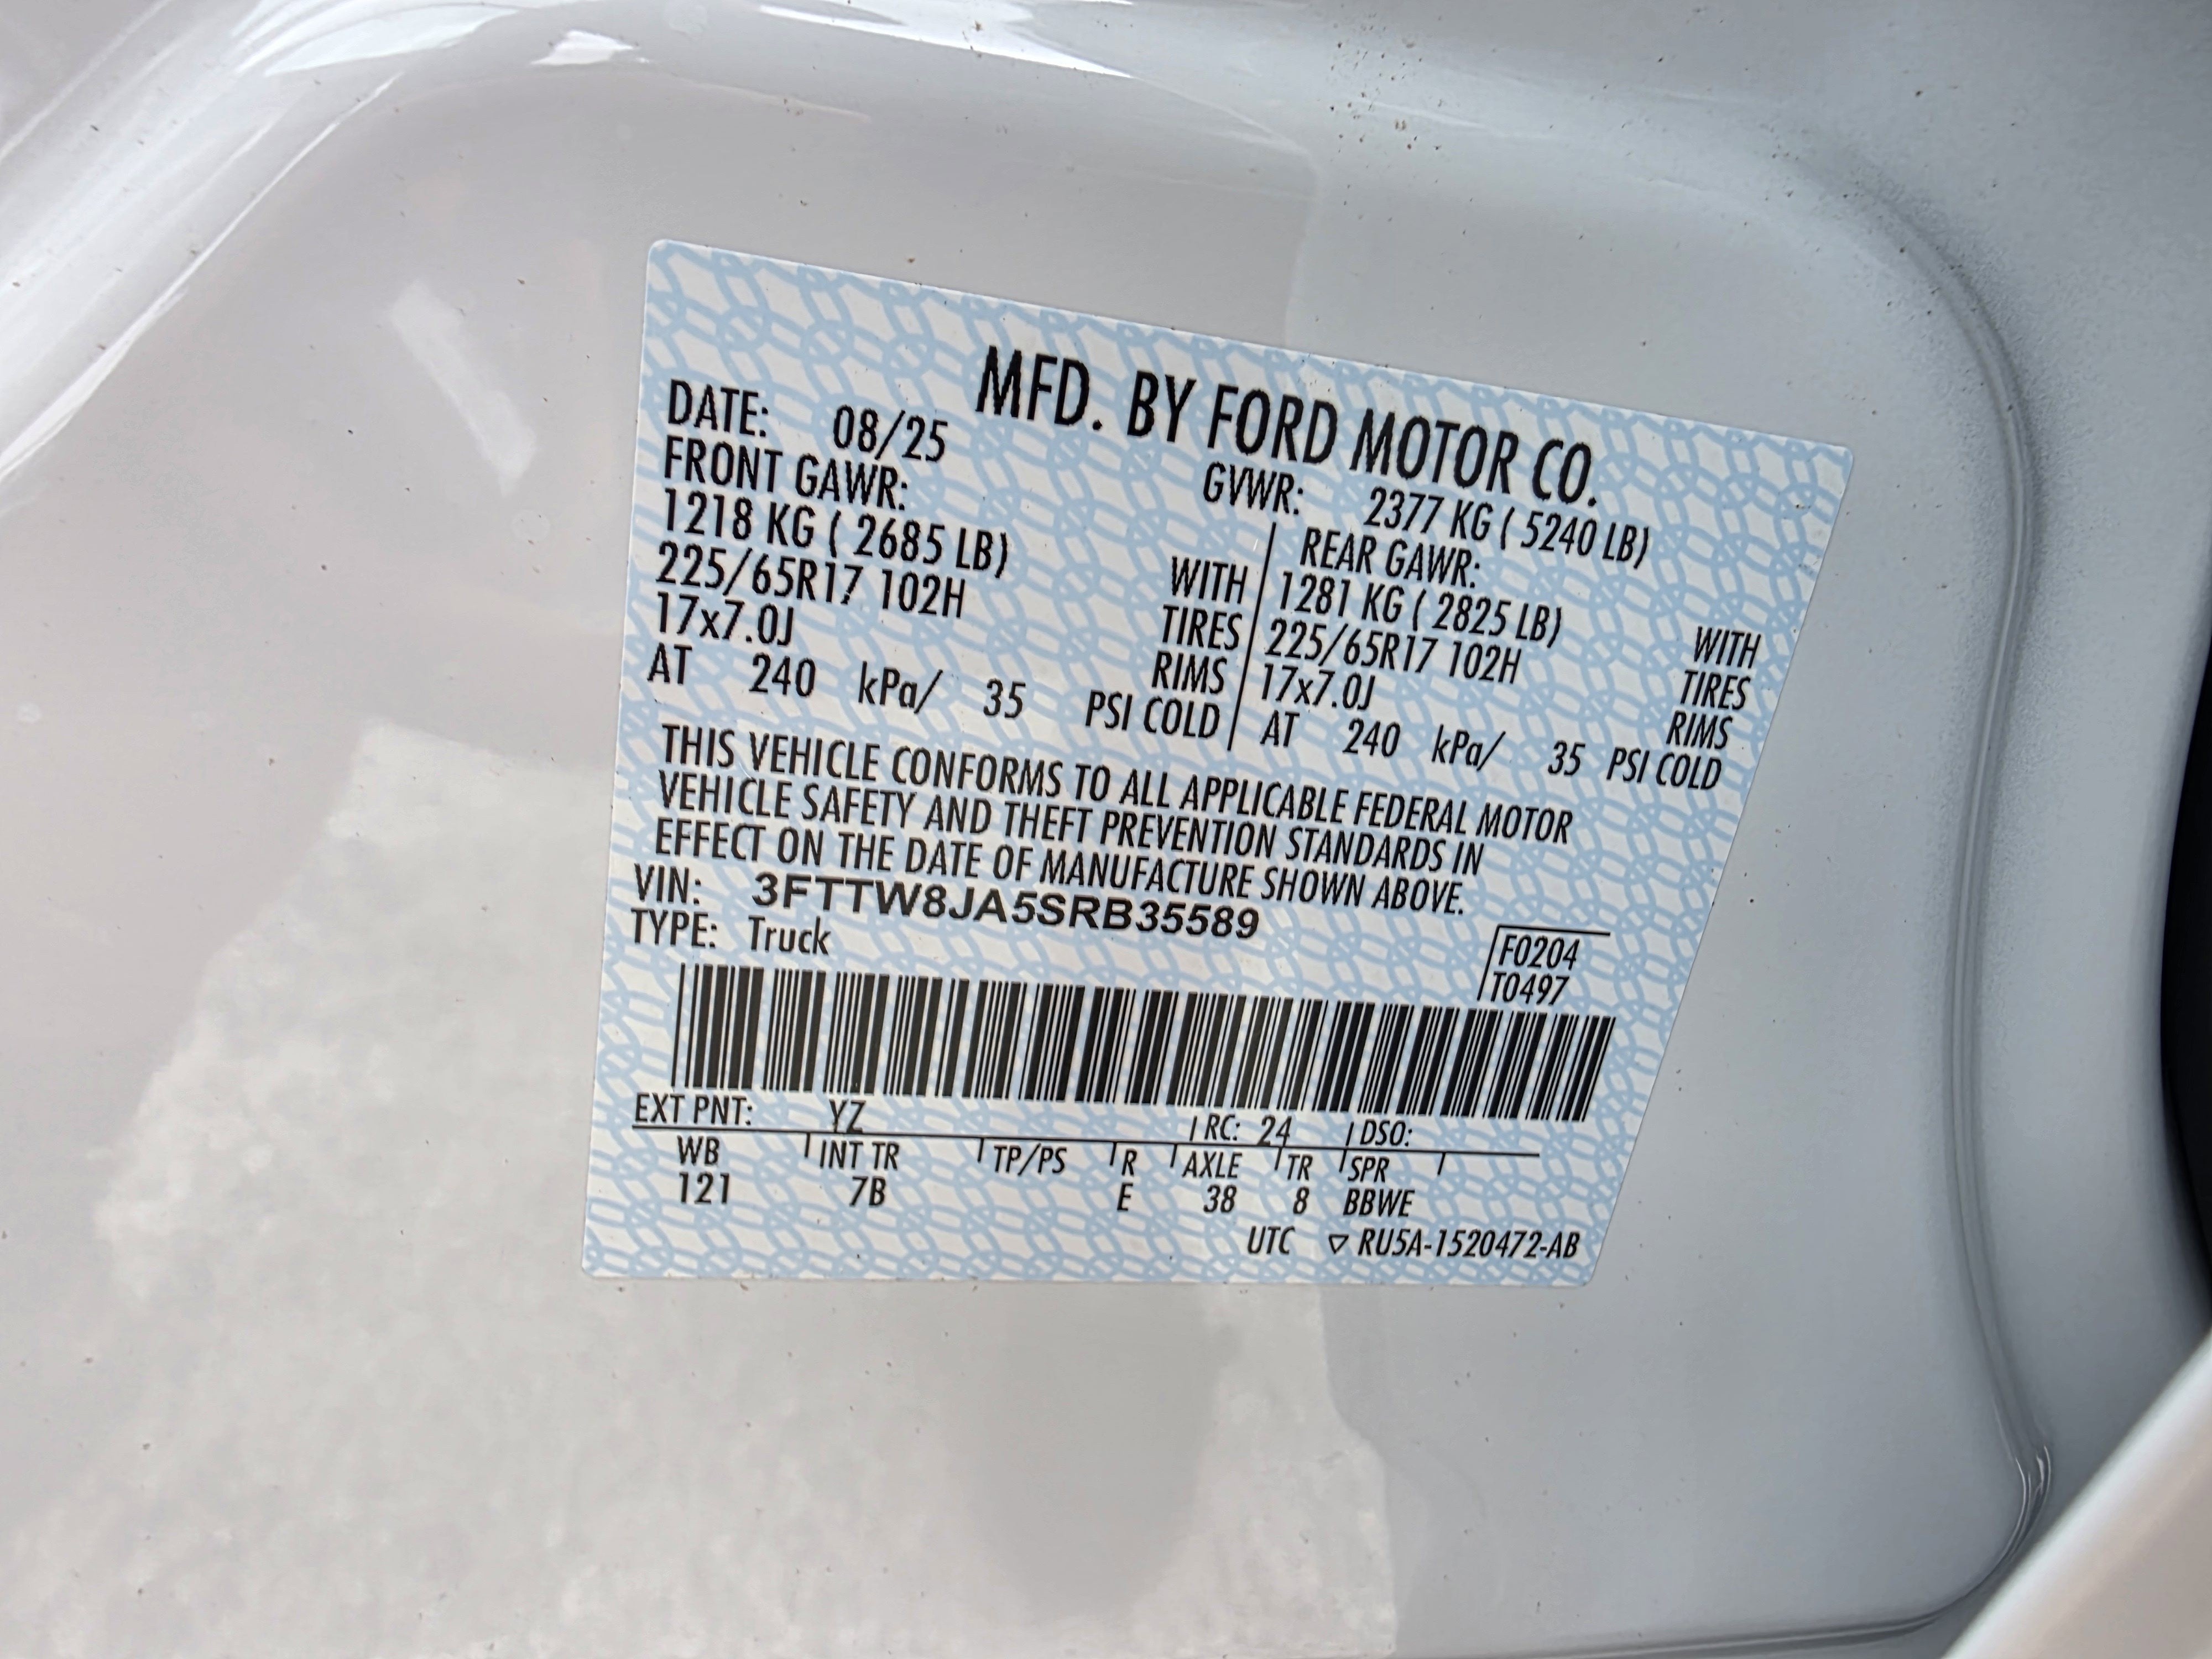 MFD. BY FORD MOTOR CO.
DATE: 08/25 GVWR: 2377 KG ( 5240 LB)
FRONT GAWR: REAR GAWR:
1218 KG ( 2685 LB) WITH 1281 KG ( 2825 LB) WITH
225/65R17 102H TIRES 225/65R17 102H TIRES
17x7.0J RIMS 17x7.0J RIMS
AT 240 kPa/ 35 PSI COLD AT 240 kPa/ 35 PSI COLD
THIS VEHICLE CONFORMS TO ALL APPLICABLE FEDERAL MOTOR
VEHICLE SAFETY AND THEFT PREVENTION STANDARDS IN
EFFECT ON THE DATE OF MANUFACTURE SHOWN ABOVE.
VIN: 3FTTW8JA5SRB35589
TYPE: Truck
F0204
T0497
EXT PNT: YZ RC: 24 DSO:
WB INT TR TP/PS R AXLE TR SPR
121 7B E 38 8 BBWE
UTC ▽ RU5A-1520472-AB